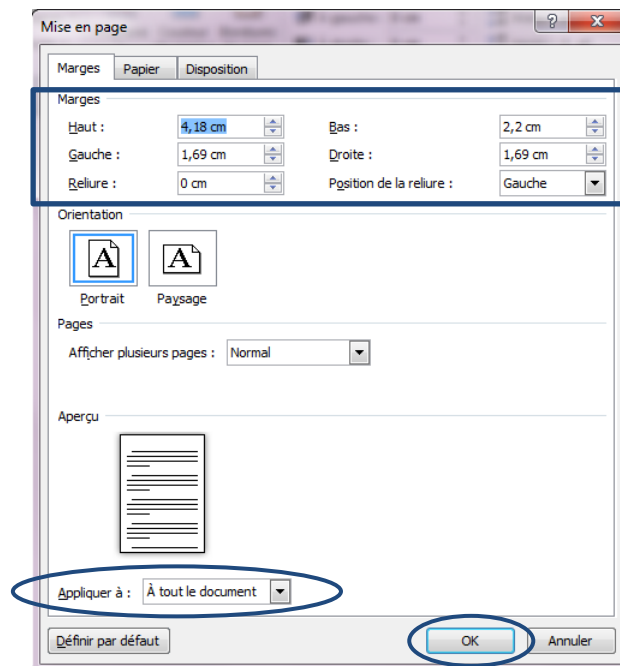 Mise en page
Marges Papier Disposition
Marges
Haut : 4,18 cm Bas : 2,2 cm
Gauche : 1,69 cm Droite : 1,69 cm
Reliure : 0 cm Position de la reliure : Gauche
Orientation
A A
Portrait Paysage
Pages
Afficher plusieurs pages : Normal
Aperçu
Appliquer à : À tout le document
Définir par défaut OK Annuler